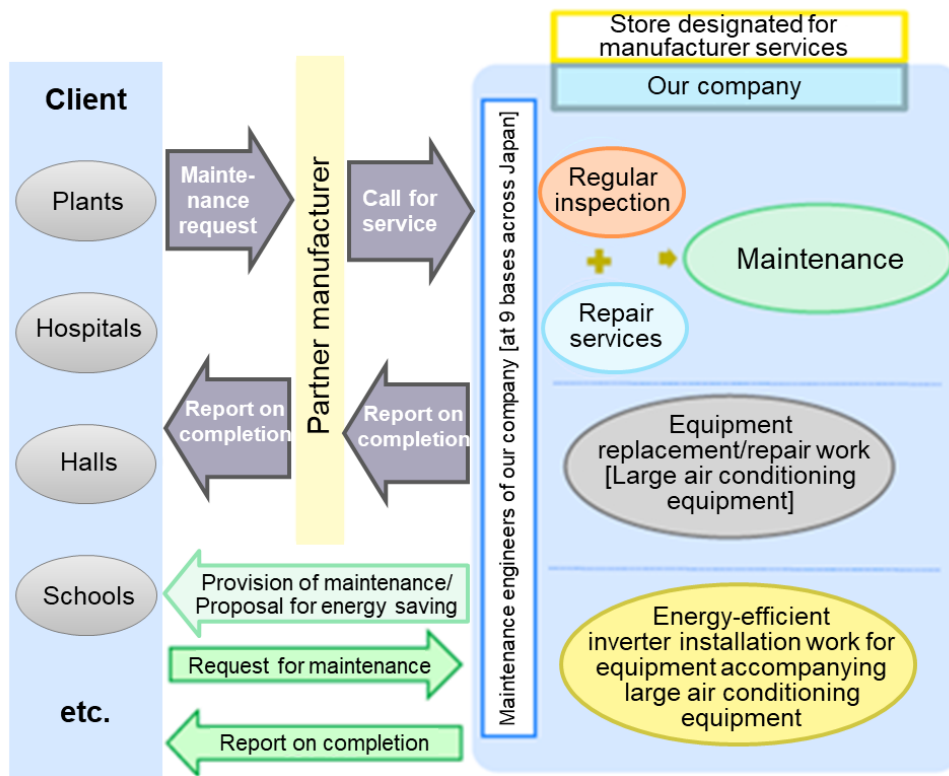 Store designated for
manufacturer services
Our company
Client
Plants
Hospitals
Halls
Schools
etc.
Mainte-
nance
request
Partner manufacturer
Call for
service
Report on
completion
Report on
completion
Provision of maintenance/
Proposal for energy saving
Request for maintenance
Report on completion
Maintenance engineers of our company [at 9 bases across Japan]
Regular
inspection
+
Repair
services
Maintenance
Equipment
replacement/repair work
[Large air conditioning
equipment]
Energy-efficient
inverter installation work for
equipment accompanying
large air conditioning
equipment